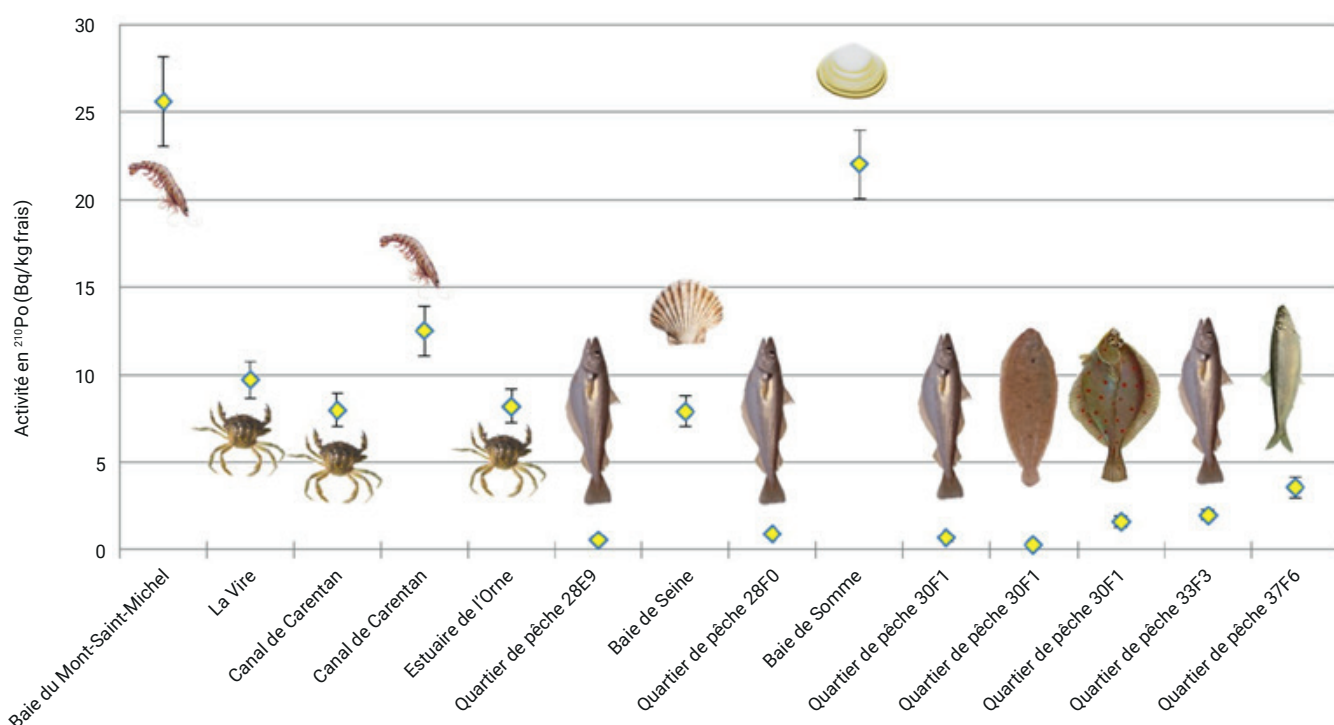 Activité en ²¹⁰Po (Bq/kg frais)
30
25
20
15
10
5
0
Baie du Mont-Saint-Michel
La Vire
Canal de Carentan
Canal de Carentan
Estuaire de l’Orne
Quartier de pêche 28E9
Baie de Seine
Quartier de pêche 28F0
Baie de Somme
Quartier de pêche 30F1
Quartier de pêche 30F1
Quartier de pêche 30F1
Quartier de pêche 33F3
Quartier de pêche 37F6